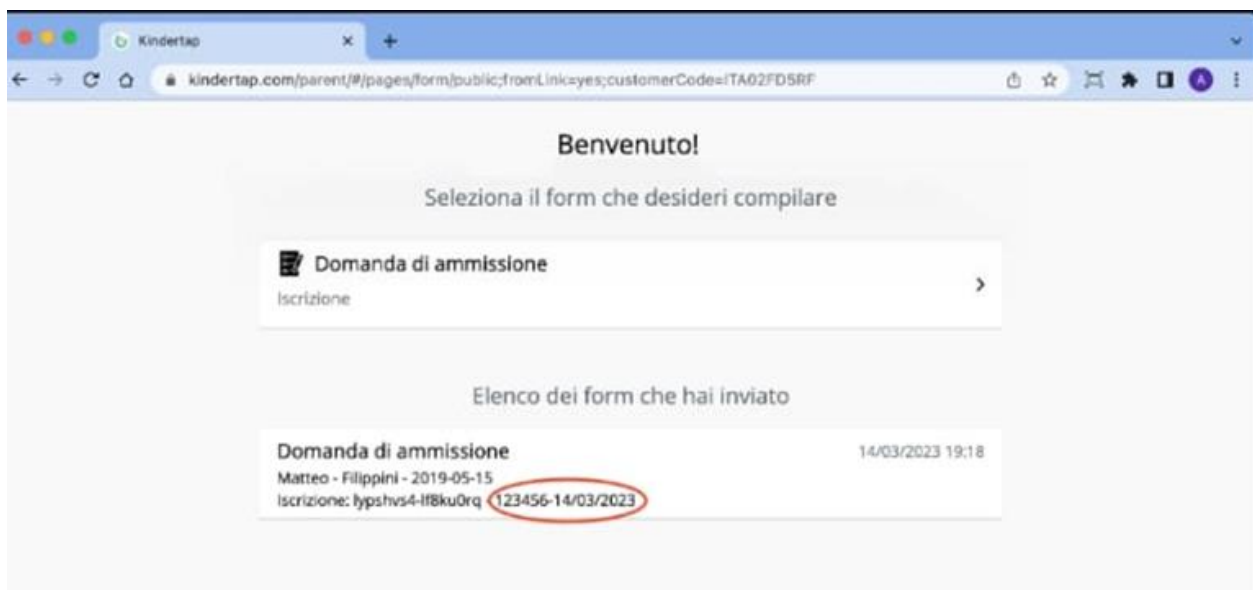 Kindertap
kindertap.com/parent/#/pages/form/public;fromLink=yes;customerCode=ITA02FD5RF
A
Benvenuto!
Seleziona il form che desideri compilare
Domanda di ammissione
Iscrizione
Elenco dei form che hai inviato
Domanda di ammissione
14/03/2023 19:18
Matteo - Filippini - 2019-05-15
Iscrizione: lypshvs4-lf8ku0rq - 123456-14/03/2023